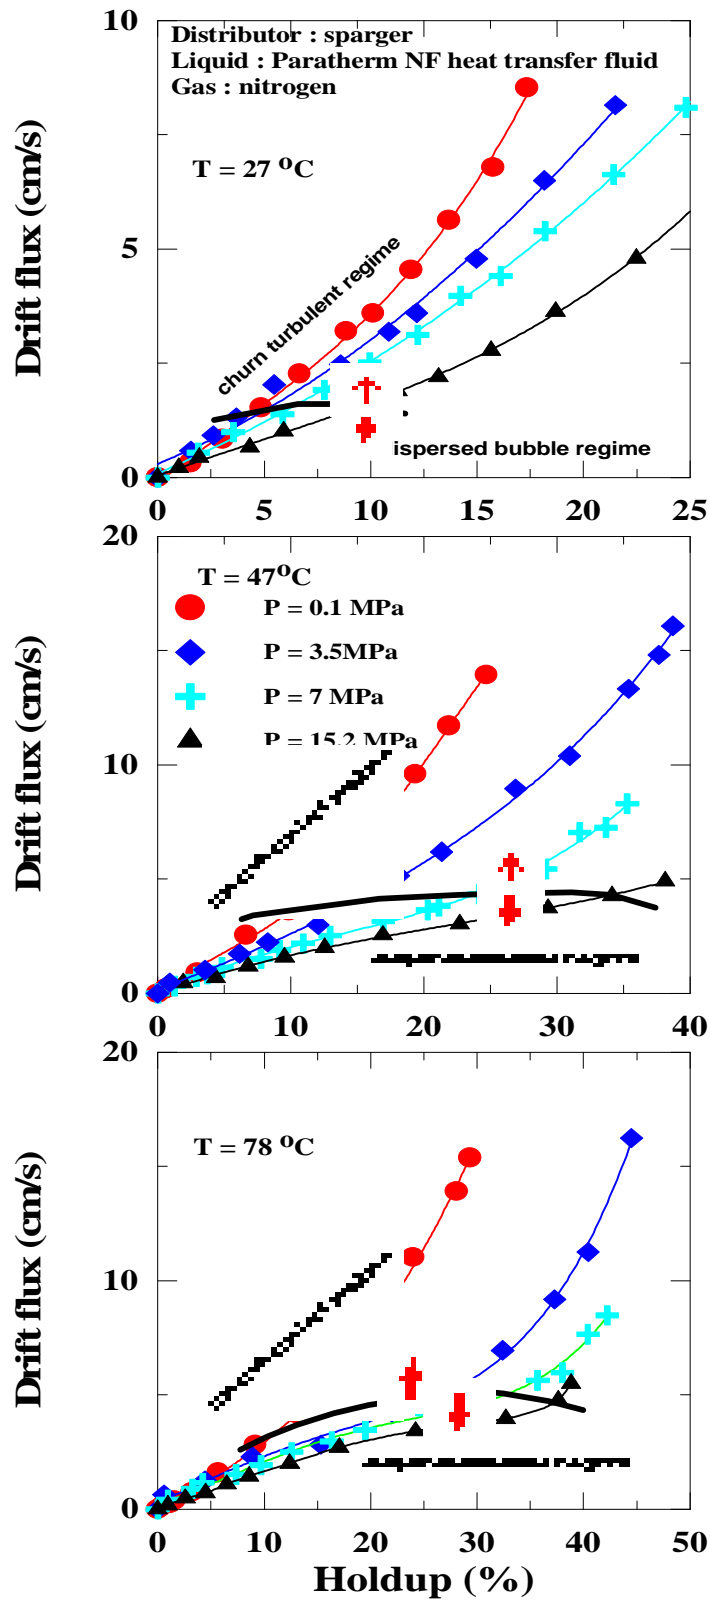 10
Distributor : sparger
Liquid : Paratherm NF heat transfer fluid
Gas : nitrogen
T = 27 °C
Drift flux (cm/s)
churn turbulent regime
5
ispersed bubble regime
0
0 5 10 15 20 25
20
T = 47°C
P = 0.1 MPa
P = 3.5MPa
P = 7 MPa
P = 15.2 MPa
Drift flux (cm/s)
10
0
0 10 20 30 40
20
T = 78 °C
Drift flux (cm/s)
10
0
0 10 20 30 40 50
Holdup (%)